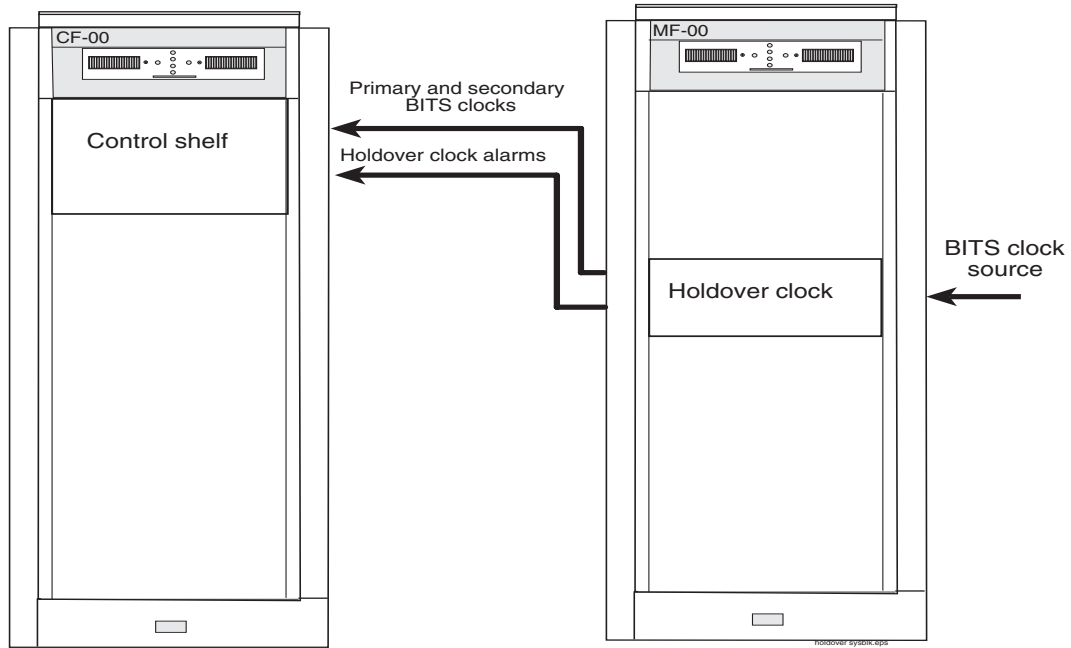 CF-00
MF-00
Primary and secondary
BITS clocks
Control shelf
Holdover clock alarms
BITS clock
source
Holdover clock
holdover sysblk.eps